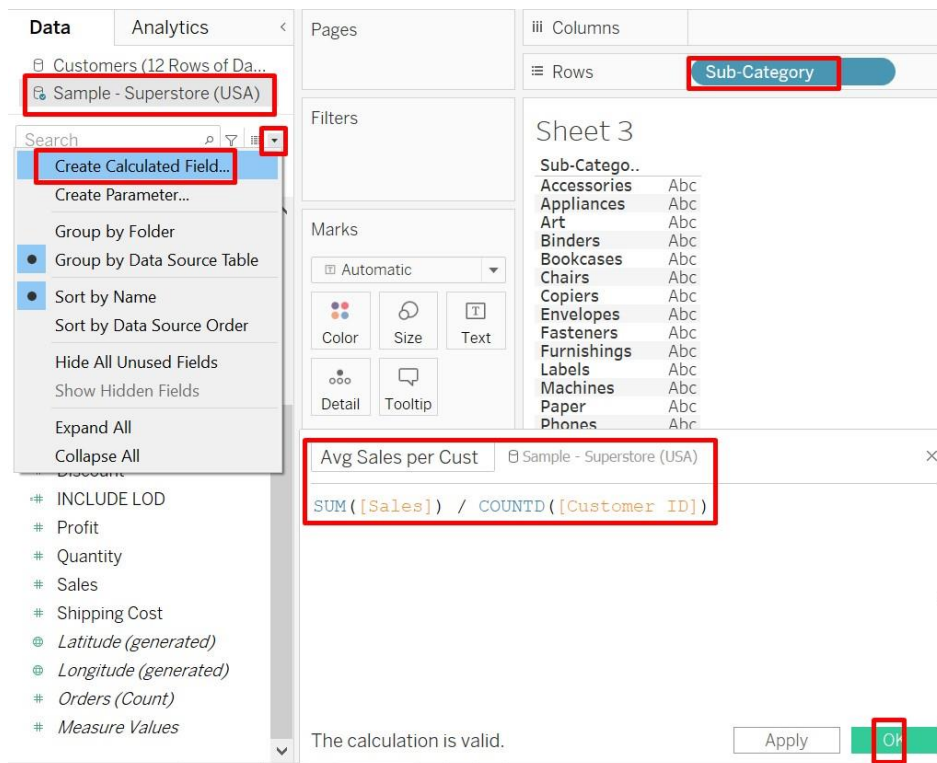 Data Analytics <
Customers (12 Rows of Da...
Sample - Superstore (USA)
Search
Create Calculated Field...
Create Parameter...
Group by Folder
Group by Data Source Table
Sort by Name
Sort by Data Source Order
Hide All Unused Fields
Show Hidden Fields
Expand All
Collapse All
Discount
# INCLUDE LOD
# Profit
# Quantity
# Sales
# Shipping Cost
Latitude (generated)
Longitude (generated)
# Orders (Count)
# Measure Values
Pages
Filters
Marks
Automatic
Color Size Text
Detail Tooltip
Columns
Rows Sub-Category
Sheet 3
Sub-Catego..
Accessories Abc
Appliances Abc
Art Abc
Binders Abc
Bookcases Abc
Chairs Abc
Copiers Abc
Envelopes Abc
Fasteners Abc
Furnishings Abc
Labels Abc
Machines Abc
Paper Abc
Phones Abc
Avg Sales per Cust Sample - Superstore (USA)
SUM([Sales]) / COUNTD([Customer ID])
The calculation is valid.
Apply OK